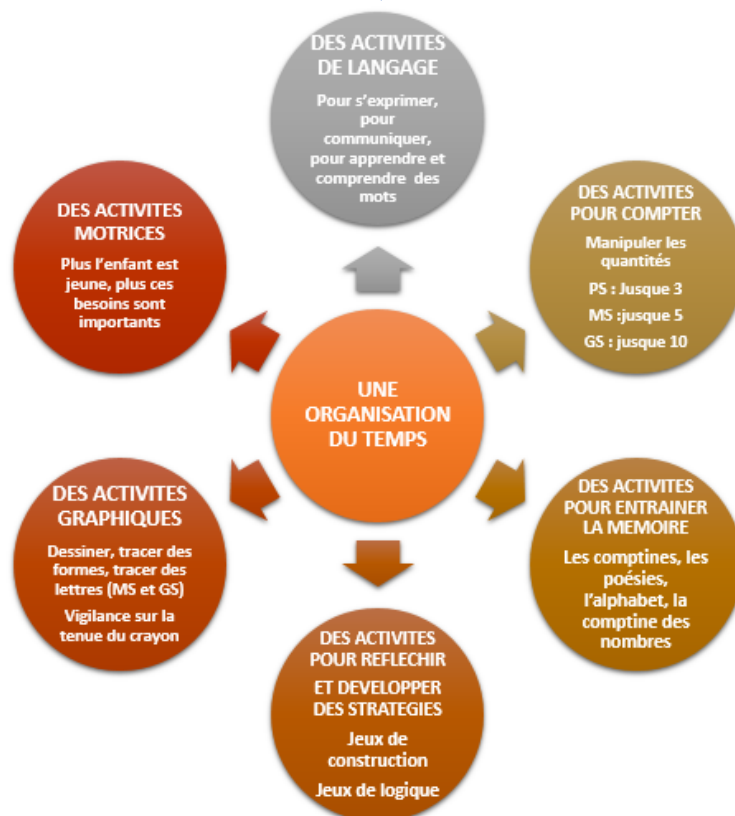 DES ACTIVITES
DE LANGAGE
Pour s'exprimer,
pour
communiquer,
pour apprendre et
comprendre des
mots
DES ACTIVITES
POUR COMPTER
Manipuler les
quantités
PS : Jusque 3
MS :jusque 5
GS : jusque 10
DES ACTIVITES
POUR ENTRAINER
LA MEMOIRE
Les comptines, les
poésies,
l'alphabet, la
comptine des
nombres
DES ACTIVITES
POUR REFLECHIR
ET DEVELOPPER
DES STRATEGIES
Jeux de
construction
Jeux de logique
DES ACTIVITES
GRAPHIQUES
Dessiner, tracer des
formes, tracer des
lettres (MS et GS)
Vigilance sur la
tenue du crayon
DES ACTIVITES
MOTRICES
Plus l'enfant est
jeune, plus ces
besoins sont
importants
UNE
ORGANISATION
DU TEMPS